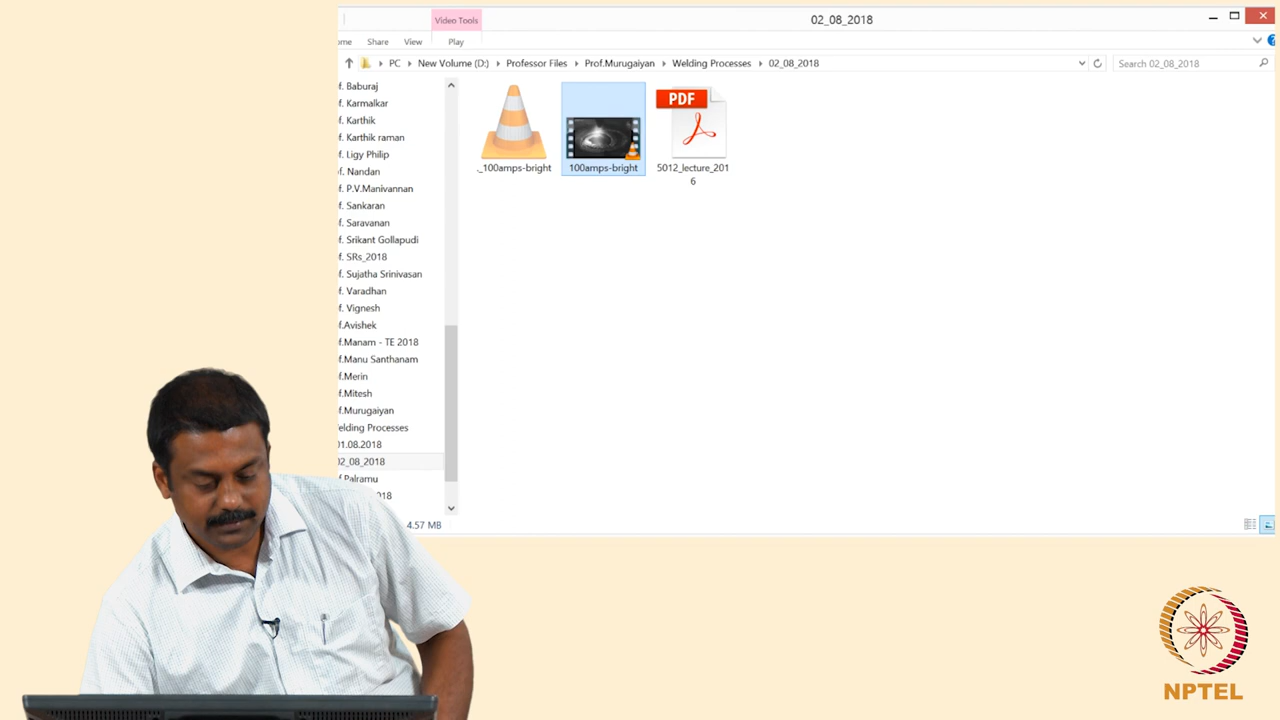 Video Tools
02_08_2018
ome Share View Play
PC New Volume (D:) Professor Files Prof.Murugaiyan Welding Processes 02_08_2018
Search 02_08_2018
f. Baburaj
f. Karmalkar
f. Karthik
f. Karthik raman
f. Ligy Philip
f. Nandan
f. P.V.Manivannan
f. Sankaran
f. Saravanan
f. Srikant Gollapudi
f. SRs_2018
f. Sujatha Srinivasan
f. Varadhan
f. Vignesh
f.Avishek
f.Manam - TE 2018
f.Manu Santhanam
f.Merin
f.Mitesh
f.Murugaiyan
elding Processes
01.08.2018
02_08_2018
f.Palramu
018
4.57 MB
._100amps-bright
100amps-bright
PDF
5012_lecture_201
6
NPTEL